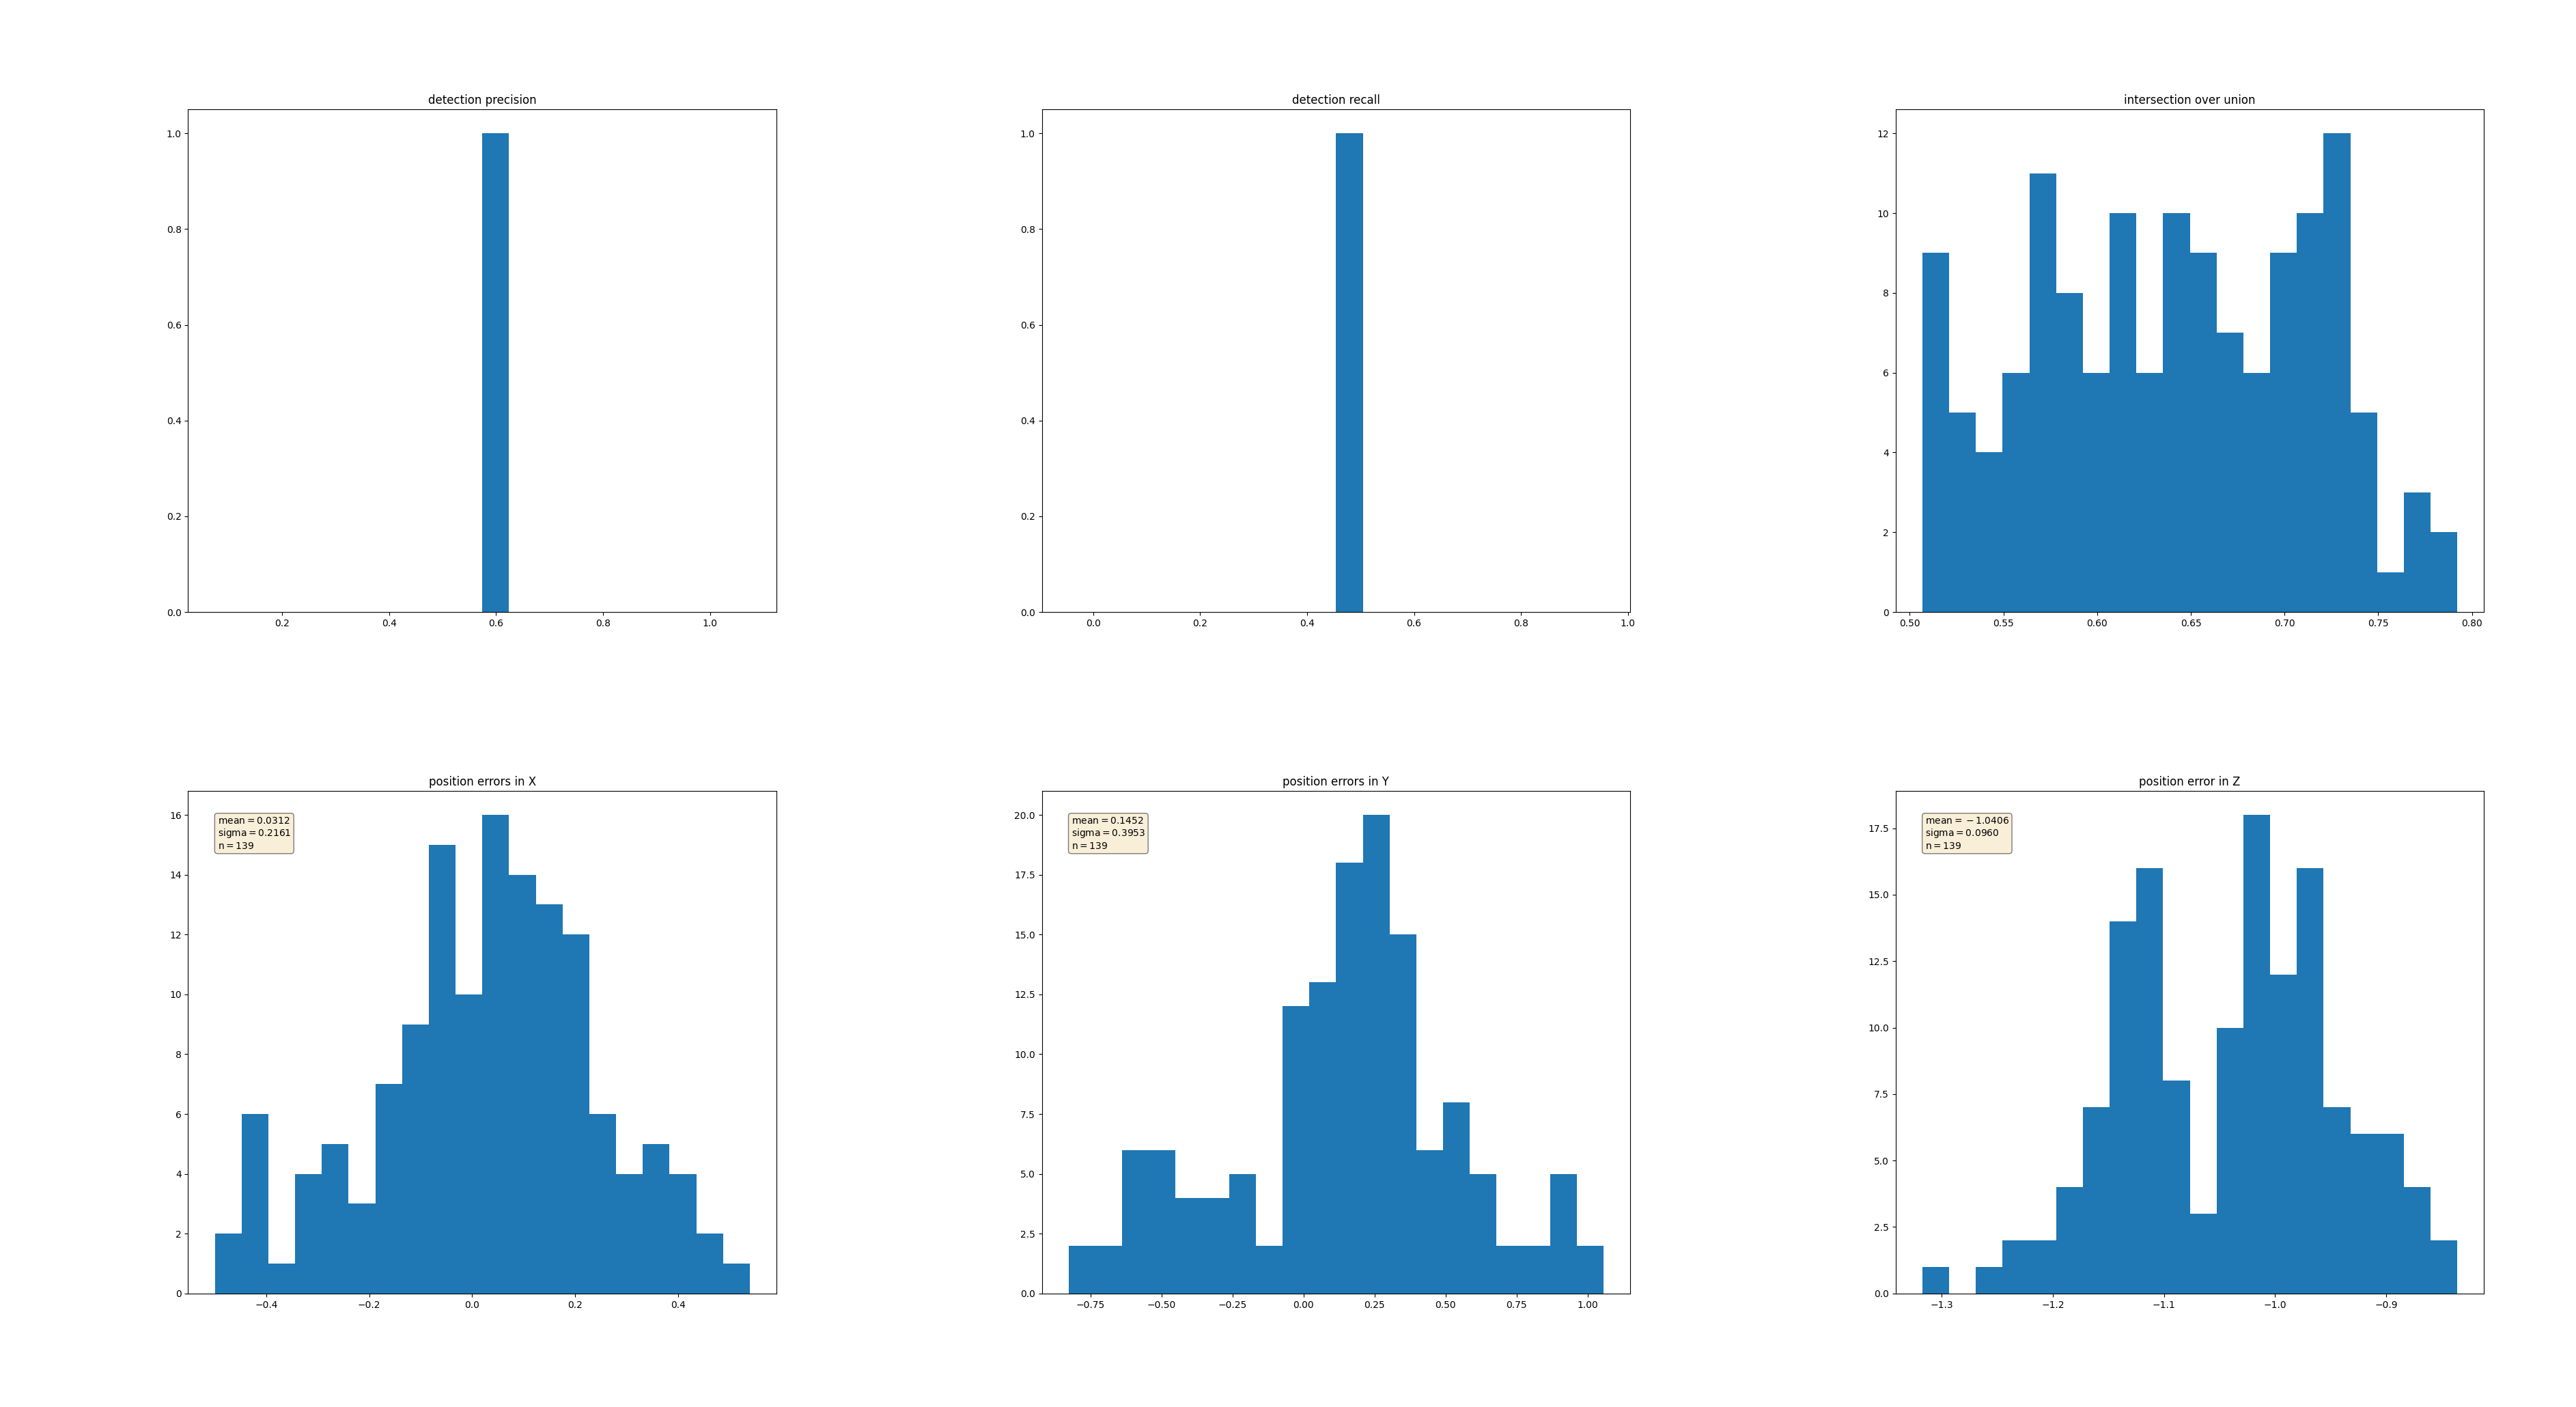 detection precision
1.0
0.8
0.6
0.4
0.2
0.0
0.2 0.4 0.6 0.8 1.0
detection recall
1.0
0.8
0.6
0.4
0.2
0.0
0.0 0.2 0.4 0.6 0.8 1.0
intersection over union
12
10
8
6
4
2
0
0.50 0.55 0.60 0.65 0.70 0.75 0.80
position errors in X
mean = 0.0312
sigma = 0.2161
n = 139
16
14
12
10
8
6
4
2
0
−0.4 −0.2 0.0 0.2 0.4
position errors in Y
mean = 0.1452
sigma = 0.3953
n = 139
20.0
17.5
15.0
12.5
10.0
7.5
5.0
2.5
0.0
−0.75 −0.50 −0.25 0.00 0.25 0.50 0.75 1.00
position error in Z
mean = −1.0406
sigma = 0.0960
n = 139
17.5
15.0
12.5
10.0
7.5
5.0
2.5
0.0
−1.3 −1.2 −1.1 −1.0 −0.9